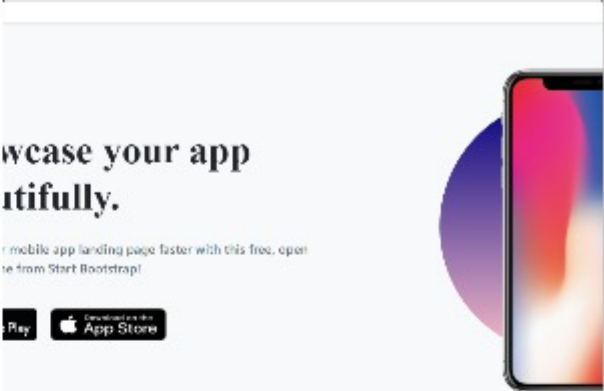 wcase your app
utifully.
r mobile app landing page faster with this free, open
ne from Start Bootstrap!
Play
Download on the
App Store